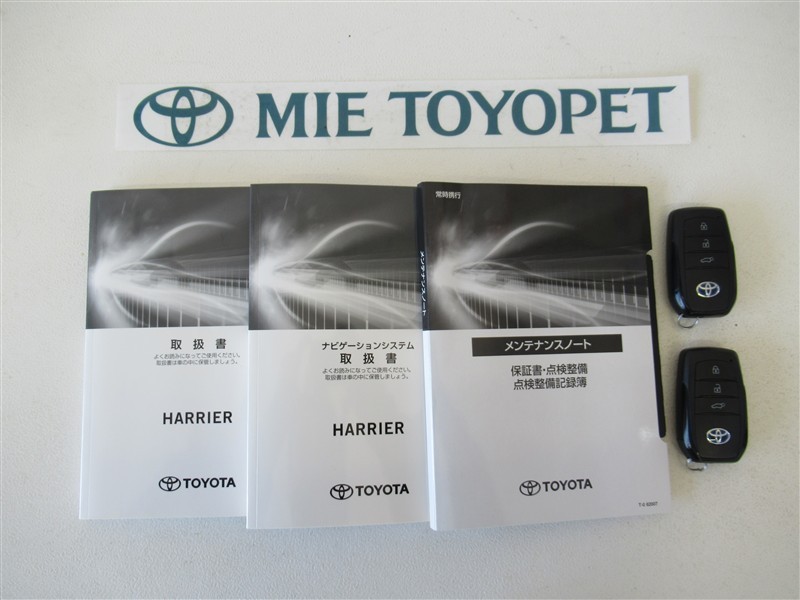 MIE TOYOPET
取扱書
よくお読みになってご使用ください。
取扱書は車の中に保管しましょう。
HARRIER
TOYOTA
ナビゲーションシステム
取扱書
よくお読みになってご使用ください。
取扱書は車の中に保管しましょう。
HARRIER
TOYOTA
常時携行
メンテナンスノート
メンテナンスノート
保証書・点検整備
点検整備記録簿
TOYOTA